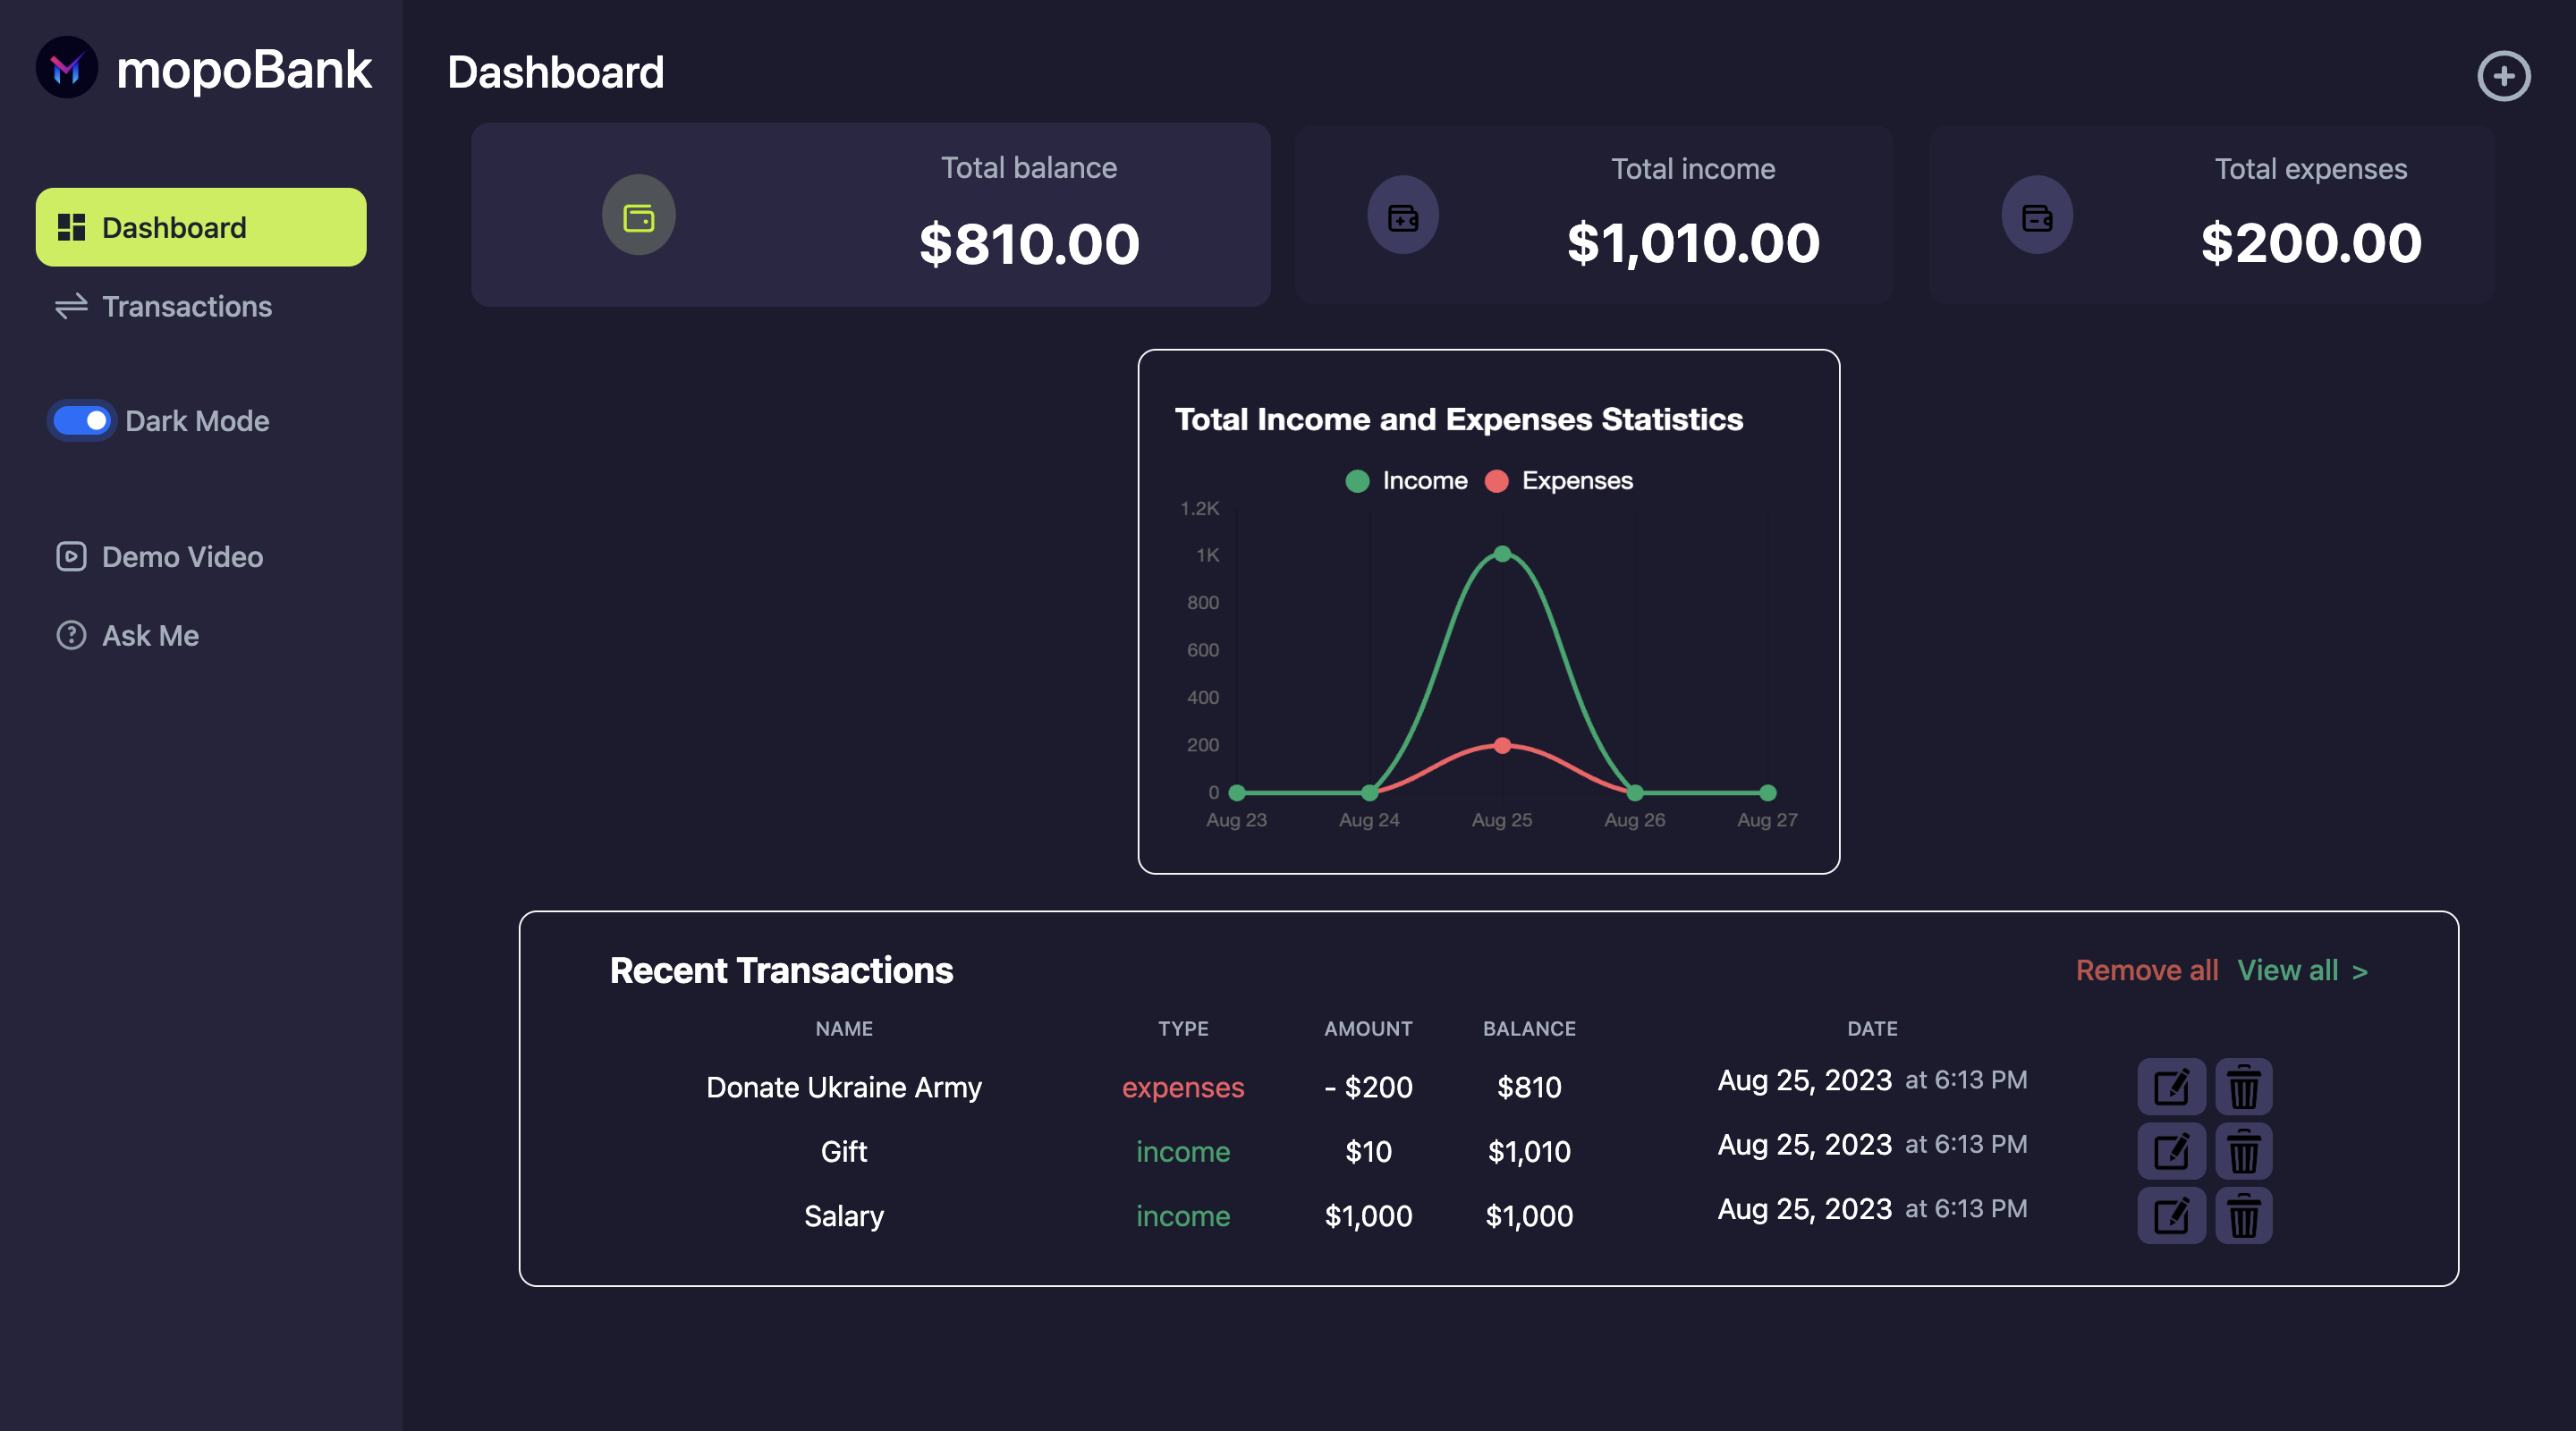 mopoBank
Dashboard
Transactions
Dark Mode
Demo Video
Ask Me
Dashboard
Total balance
$810.00
Total income
$1,010.00
Total expenses
$200.00
Total Income and Expenses Statistics
Income Expenses
1.2K
1K
800
600
400
200
0
Aug 23 Aug 24 Aug 25 Aug 26 Aug 27
Recent Transactions Remove all View all >
NAME TYPE AMOUNT BALANCE DATE
Donate Ukraine Army expenses - $200 $810 Aug 25, 2023 at 6:13 PM
Gift income $10 $1,010 Aug 25, 2023 at 6:13 PM
Salary income $1,000 $1,000 Aug 25, 2023 at 6:13 PM